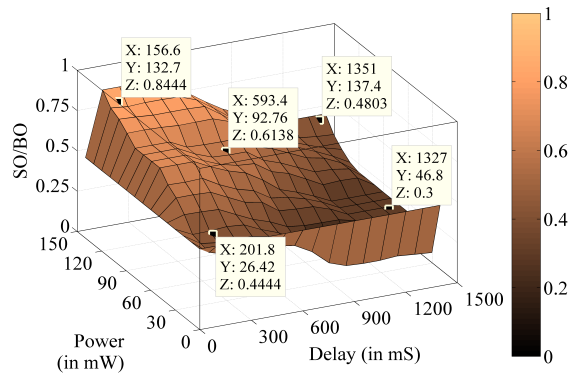 X: 156.6
Y: 132.7
Z: 0.8444
X: 593.4
Y: 92.76
Z: 0.6138
X: 1351
Y: 137.4
Z: 0.4803
X: 1327
Y: 46.8
Z: 0.3
X: 201.8
Y: 26.42
Z: 0.4444
SO/BO
1
0.75
0.5
0.25
0
150
120
90
60
30
0
Power
(in mW)
0
300
600
900
1200
1500
Delay (in mS)
1
0.8
0.6
0.4
0.2
0